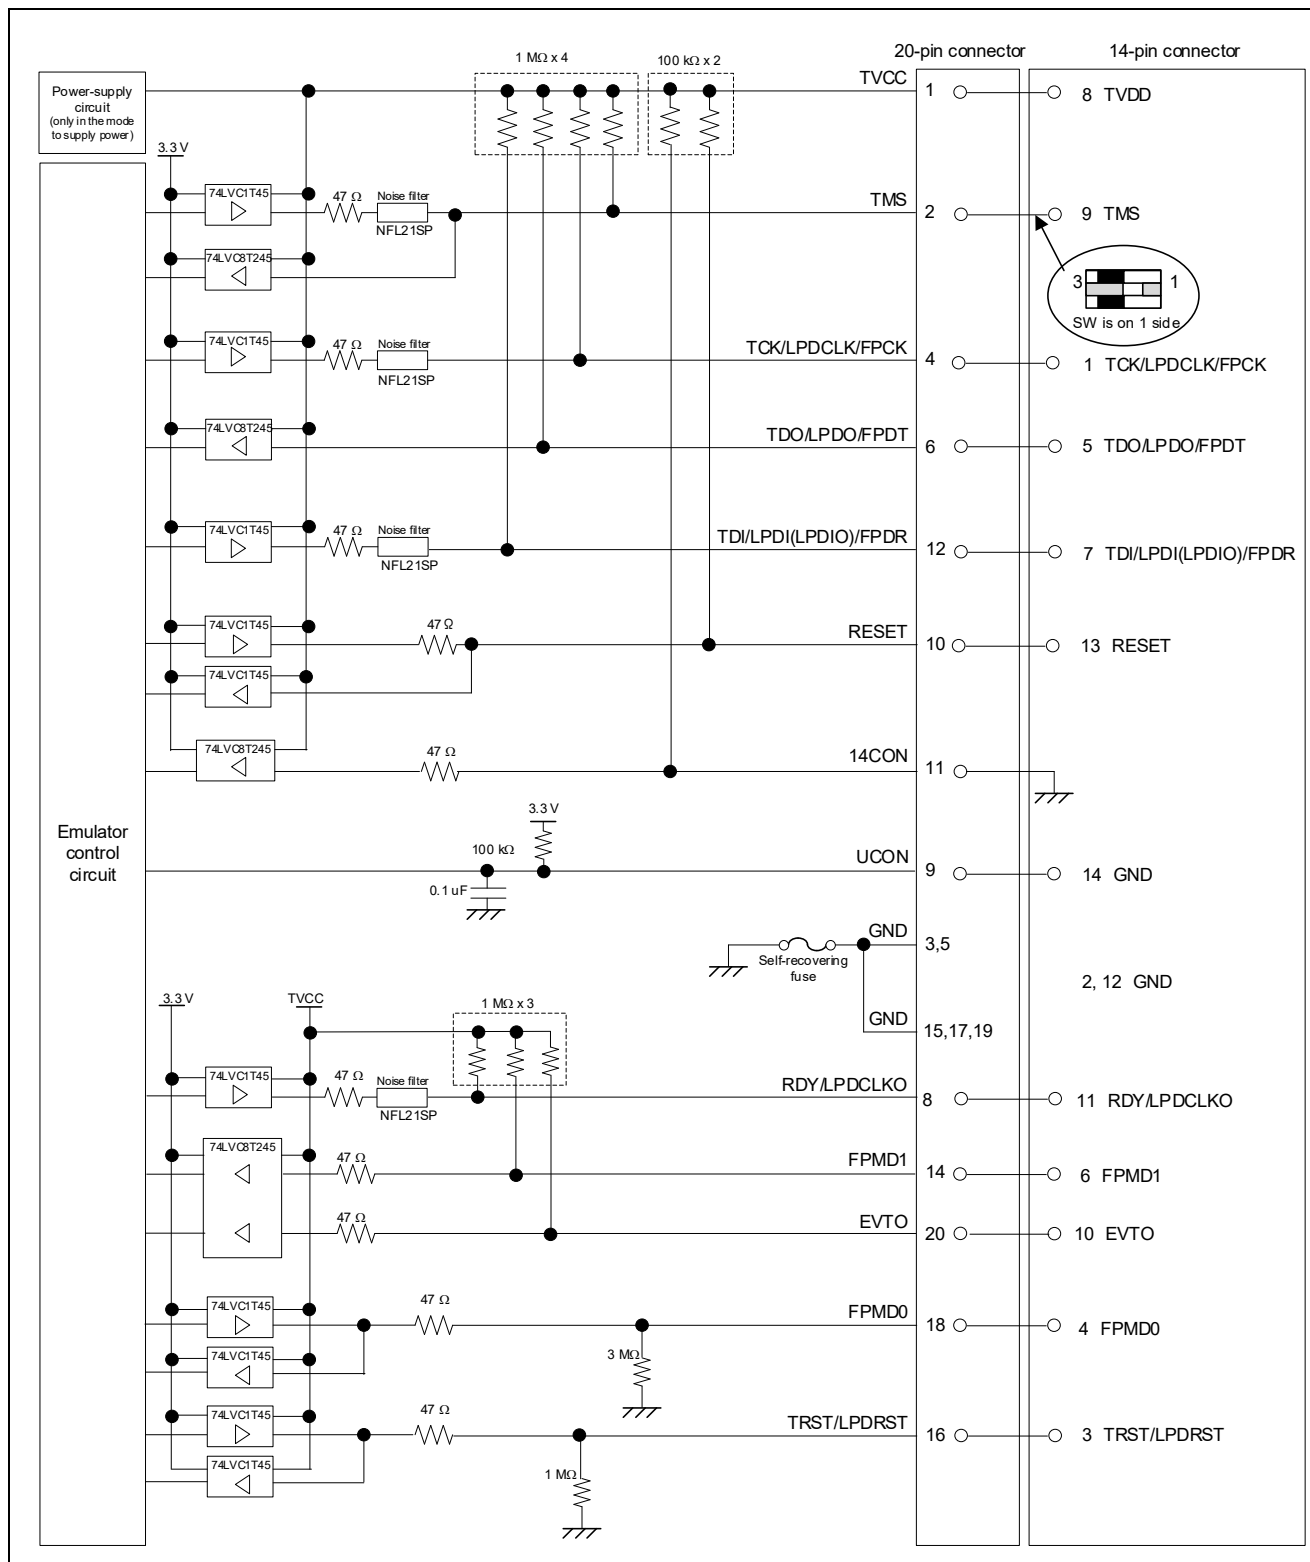 20-pin connector
14-pin connector
1 MΩ x 4
100 kΩ x 2
TVCC
1
8 TVDD
Power-supply
circuit
(only in the mode
to supply power)
3.3 V
74LVC1T45
47 Ω
Noise filter
NFL21SP
TMS
2
9 TMS
74LVC8T245
3
1
SW is on 1 side
74LVC1T45
47 Ω
Noise filter
NFL21SP
TCK/LPDCLK/FPCK
4
1 TCK/LPDCLK/FPCK
74LVC8T245
TDO/LPDO/FPDT
6
5 TDO/LPDO/FPDT
74LVC1T45
47 Ω
Noise filter
NFL21SP
TDI/LPDI(LPDIO)/FPDR
12
7 TDI/LPDI(LPDIO)/FPDR
74LVC1T45
47 Ω
RESET
10
13 RESET
74LVC1T45
74LVC8T245
47 Ω
14CON
11
Emulator
control
circuit
3.3 V
100 kΩ
UCON
9
14 GND
0.1 uF
GND
3,5
Self-recovering
fuse
2, 12 GND
GND
15,17,19
3.3 V
TVCC
1 MΩ x 3
74LVC1T45
47 Ω
Noise filter
NFL21SP
RDY/LPDCLKO
8
11 RDY/LPDCLKO
74LVC8T245
47 Ω
FPMD1
14
6 FPMD1
47 Ω
EVTO
20
10 EVTO
74LVC1T45
47 Ω
FPMD0
18
4 FPMD0
74LVC1T45
3 MΩ
74LVC1T45
47 Ω
TRST/LPDRST
16
3 TRST/LPDRST
74LVC1T45
1 MΩ